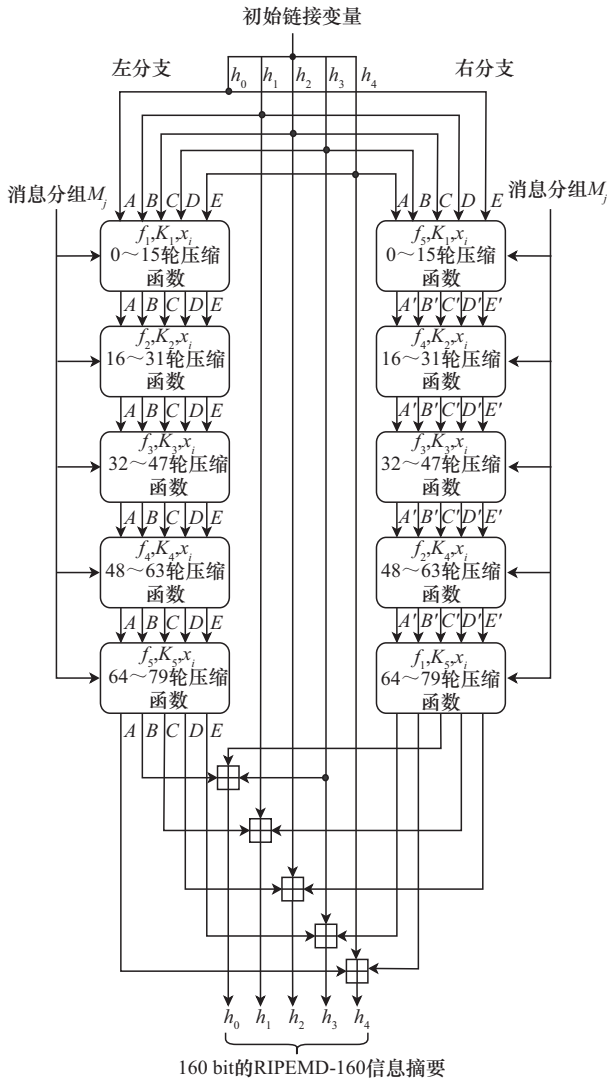 初始链接变量
左分支
右分支
h₀ h₁ h₂ h₃ h₄
消息分组Mⱼ
A B C D E
A B C D E
消息分组Mⱼ
f₁,K₁,xᵢ
0～15轮压缩
函数
f₅,K₁,xᵢ
0～15轮压缩
函数
A B C D E
A' B' C' D' E'
f₂,K₂,xᵢ
16～31轮压缩
函数
f₄,K₂,xᵢ
16～31轮压缩
函数
A B C D E
A' B' C' D' E'
f₃,K₃,xᵢ
32～47轮压缩
函数
f₃,K₃,xᵢ
32～47轮压缩
函数
A B C D E
A' B' C' D' E'
f₄,K₄,xᵢ
48～63轮压缩
函数
f₂,K₄,xᵢ
48～63轮压缩
函数
A B C D E
A' B' C' D' E'
f₅,K₅,xᵢ
64～79轮压缩
函数
f₁,K₅,xᵢ
64～79轮压缩
函数
A B C D E
h₀ h₁ h₂ h₃ h₄
160 bit的RIPEMD-160信息摘要